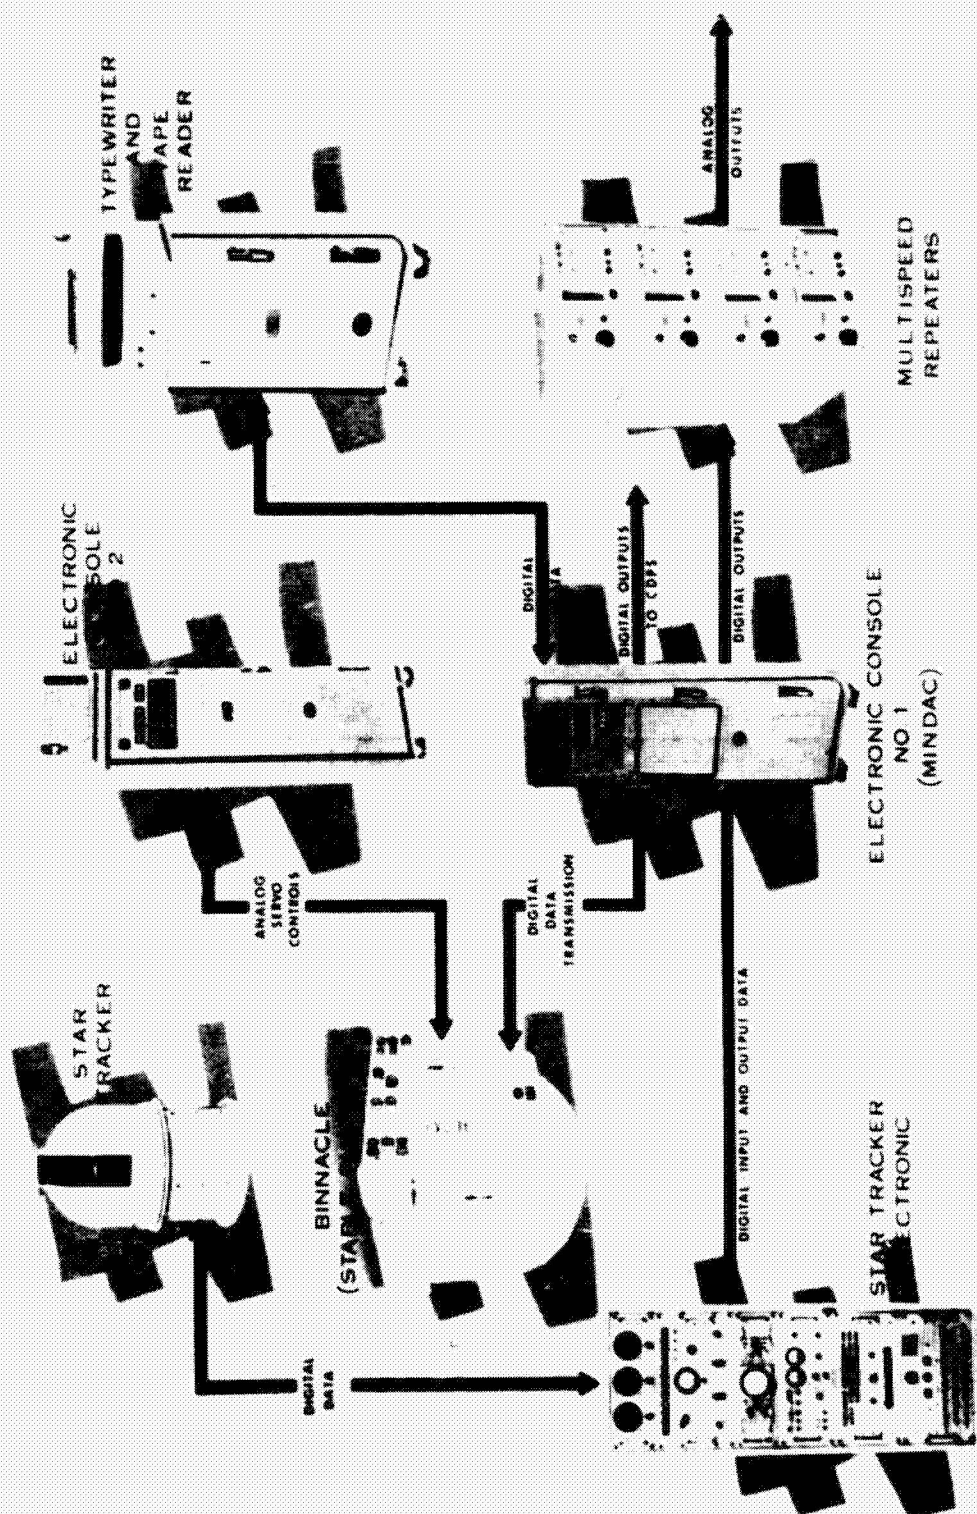 STAR
TRACKER
ELECTRONIC
2
TYPEWRITER
AND
TAPE
READER
ANALOG
SERVO
CONTROLS
DIGITAL
DATA
BINNACLE
DIGITAL
DATA
TRANSMISSION
DIGITAL
DIGITAL OUTPUTS
TO CDPS
DIGITAL OUTPUTS
ANALOG
OUTPUTS
DIGITAL INPUT AND OUTPUT DATA
STAR TRACKER
ELECTRONIC
ELECTRONIC CONSOLE
NO 1
(MINDAC)
MULTISPEED
REPEATERS